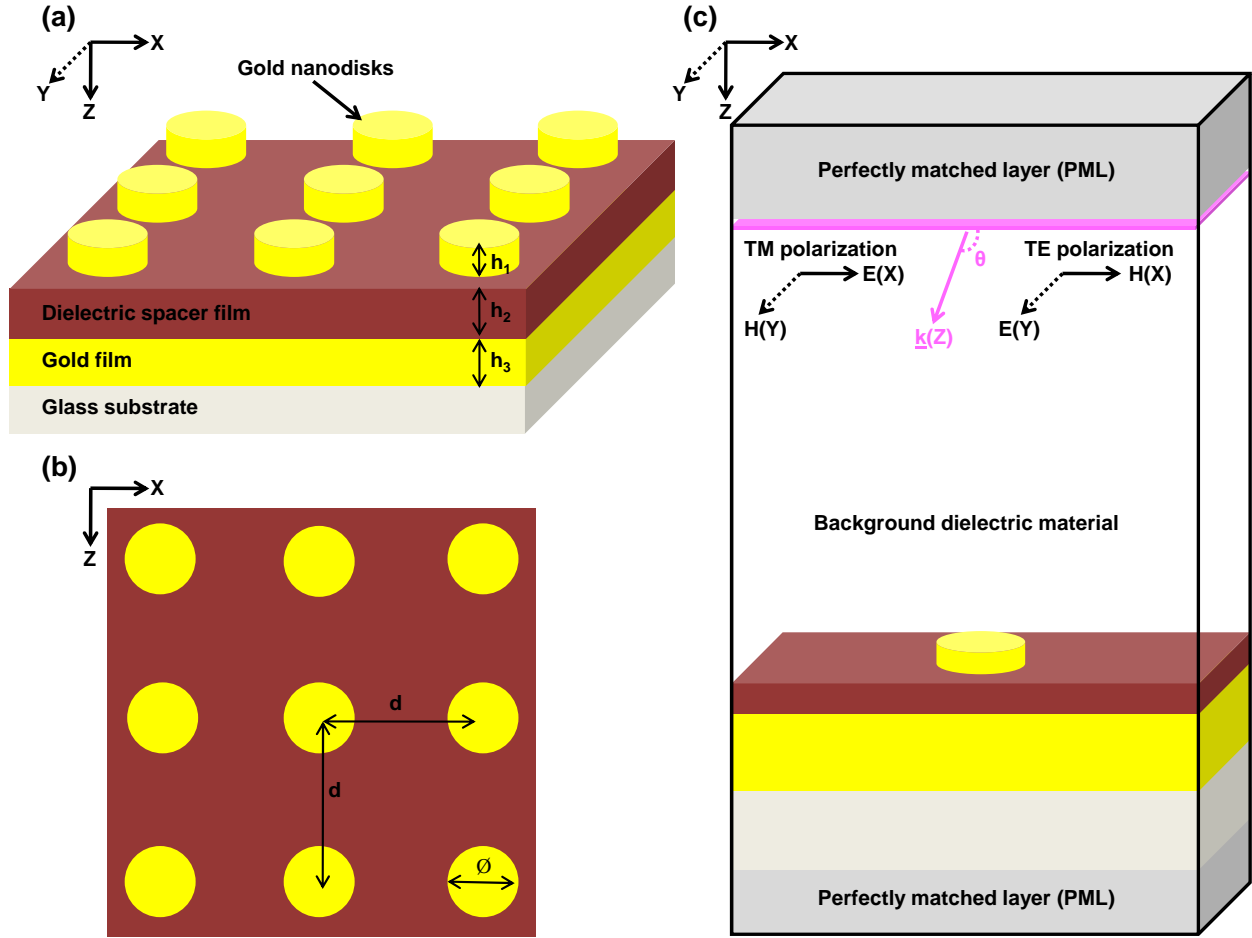 (a)
X
Y
Z
Gold nanodisks
h1
h2
h3
Dielectric spacer film
Gold film
Glass substrate
(b)
X
Z
d
d
Ø
(c)
X
Y
Z
Perfectly matched layer (PML)
TM polarization
E(X)
H(Y)
θ
k(Z)
TE polarization
H(X)
E(Y)
Background dielectric material
Perfectly matched layer (PML)